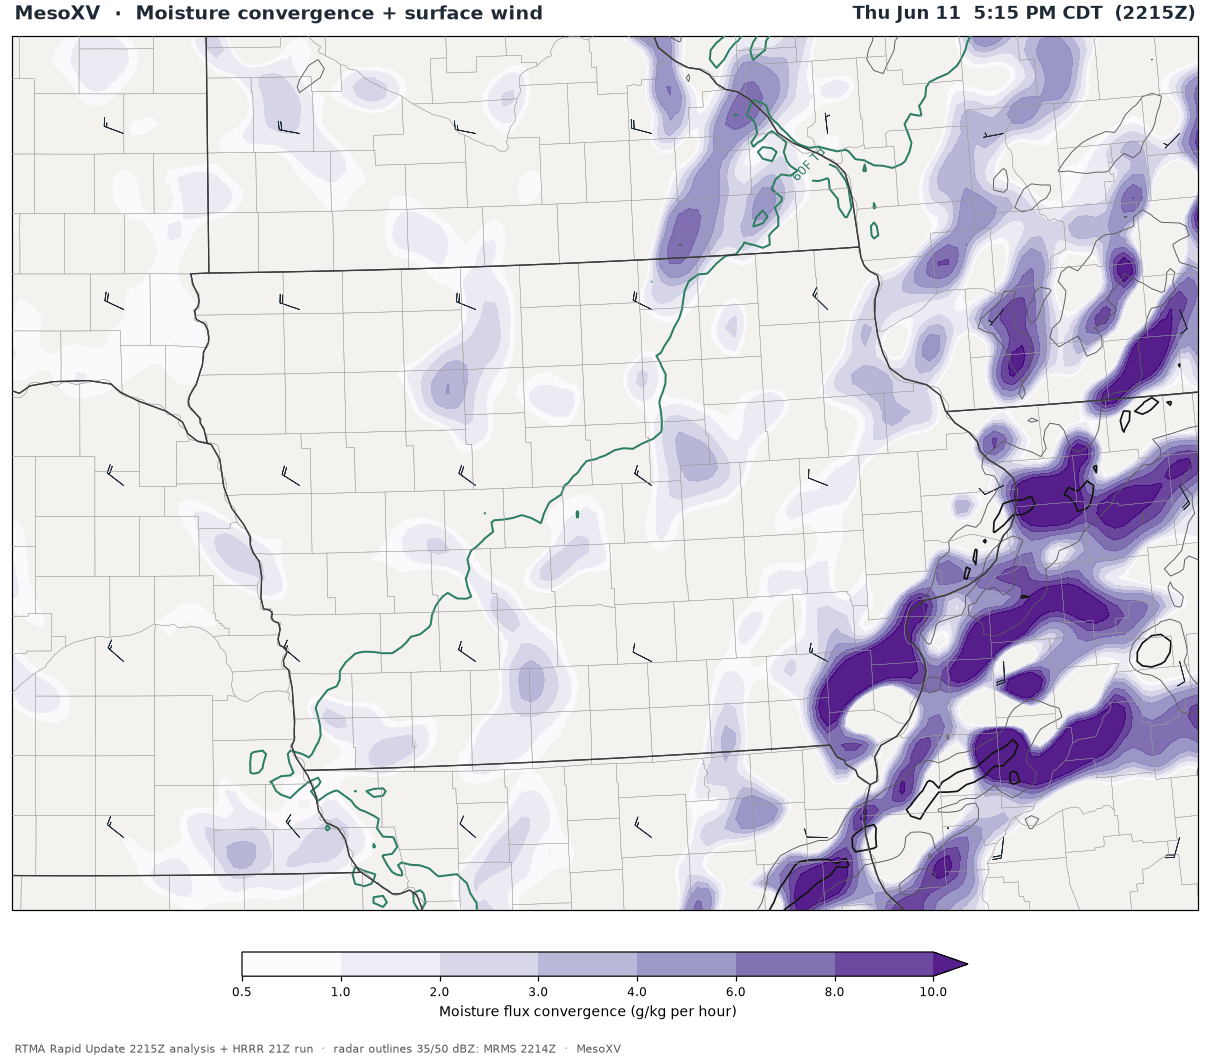 MesoXV · Moisture convergence + surface wind
Thu Jun 11 5:15 PM CDT (2215Z)
60F Td
0.5 1.0 2.0 3.0 4.0 6.0 8.0 10.0
Moisture flux convergence (g/kg per hour)
RTMA Rapid Update 2215Z analysis + HRRR 21Z run · radar outlines 35/50 dBZ: MRMS 2214Z · MesoXV